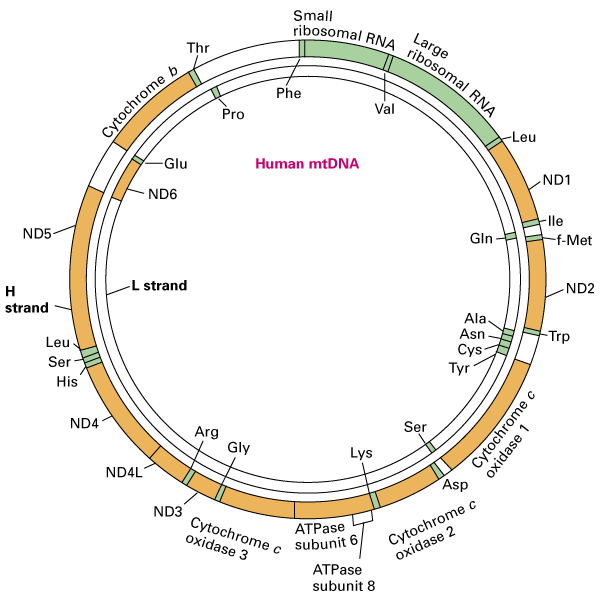 Small
ribosomal RNA
Large
ribosomal RNA
Thr
Cytochrome b
Phe
Val
Pro
Leu
Human mtDNA
Glu
ND6
ND1
Ile
f-Met
Gln
ND5
L strand
H
strand
ND2
Ala
Asn
Cys
Tyr
Trp
Leu
Ser
His
ND4
Arg
Gly
Lys
Ser
Cytochrome c
oxidase 1
ND4L
Asp
ND3
Cytochrome c
oxidase 3
ATPase
subunit 6
Cytochrome c
oxidase 2
ATPase
subunit 8